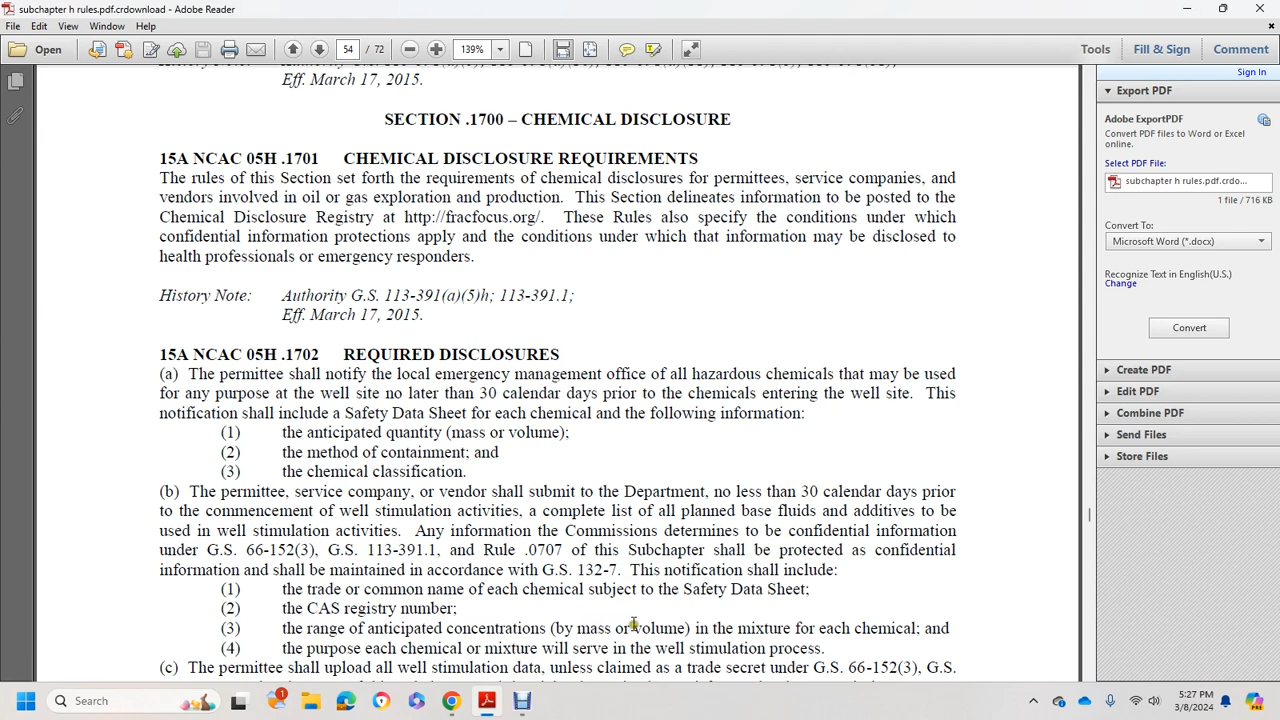 subchapter h rules.pdf.crdownload - Adobe Reader
File Edit View Window Help
Open 54 / 72 139% Tools Fill & Sign Comment
Sign In
Eff. March 17, 2015.
SECTION .1700 – CHEMICAL DISCLOSURE
15A NCAC 05H .1701 CHEMICAL DISCLOSURE REQUIREMENTS
The rules of this Section set forth the requirements of chemical disclosures for permittees, service companies, and
vendors involved in oil or gas exploration and production. This Section delineates information to be posted to the
Chemical Disclosure Registry at http://fracfocus.org/. These Rules also specify the conditions under which
confidential information protections apply and the conditions under which that information may be disclosed to
health professionals or emergency responders.
History Note: Authority G.S. 113-391(a)(5)h; 113-391.1;
Eff. March 17, 2015.
15A NCAC 05H .1702 REQUIRED DISCLOSURES
(a) The permittee shall notify the local emergency management office of all hazardous chemicals that may be used
for any purpose at the well site no later than 30 calendar days prior to the chemicals entering the well site. This
notification shall include a Safety Data Sheet for each chemical and the following information:
(1) the anticipated quantity (mass or volume);
(2) the method of containment; and
(3) the chemical classification.
(b) The permittee, service company, or vendor shall submit to the Department, no less than 30 calendar days prior
to the commencement of well stimulation activities, a complete list of all planned base fluids and additives to be
used in well stimulation activities. Any information the Commissions determines to be confidential information
under G.S. 66-152(3), G.S. 113-391.1, and Rule .0707 of this Subchapter shall be protected as confidential
information and shall be maintained in accordance with G.S. 132-7. This notification shall include:
(1) the trade or common name of each chemical subject to the Safety Data Sheet;
(2) the CAS registry number;
(3) the range of anticipated concentrations (by mass or volume) in the mixture for each chemical; and
(4) the purpose each chemical or mixture will serve in the well stimulation process.
(c) The permittee shall upload all well stimulation data, unless claimed as a trade secret under G.S. 66-152(3), G.S.
Export PDF
Adobe ExportPDF
Convert PDF files to Word or Excel
online.
Select PDF File:
subchapter h rules.pdf.crdo...
1 file / 716 KB
Convert To:
Microsoft Word (*.docx)
Recognize Text in English(U.S.)
Change
Convert
Create PDF
Edit PDF
Combine PDF
Send Files
Store Files
Search
5:27 PM
3/8/2024